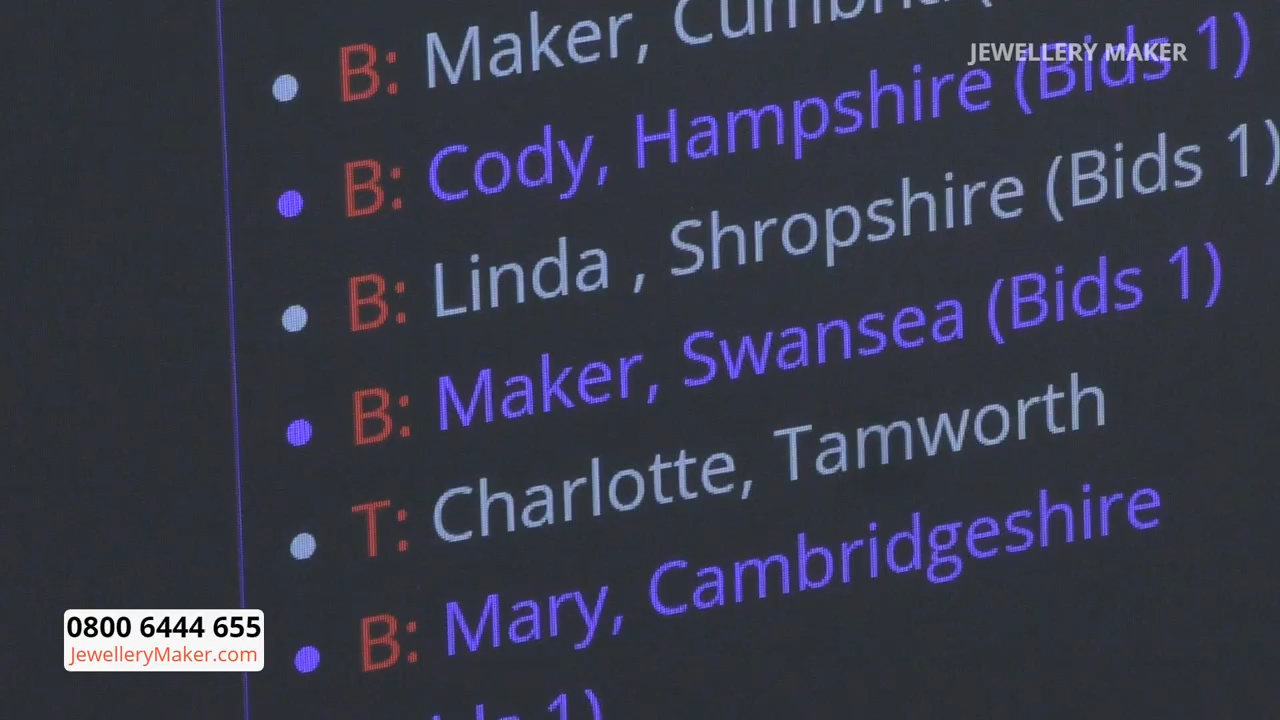 B: Maker,
JEWELLERY MAKER
B: Cody, Hampshire (Bids 1)
B: Linda , Shropshire (Bids 1)
B: Maker, Swansea (Bids 1)
T: Charlotte, Tamworth
B: Mary, Cambridgeshire
1)
0800 6444 655
JewelleryMaker.com